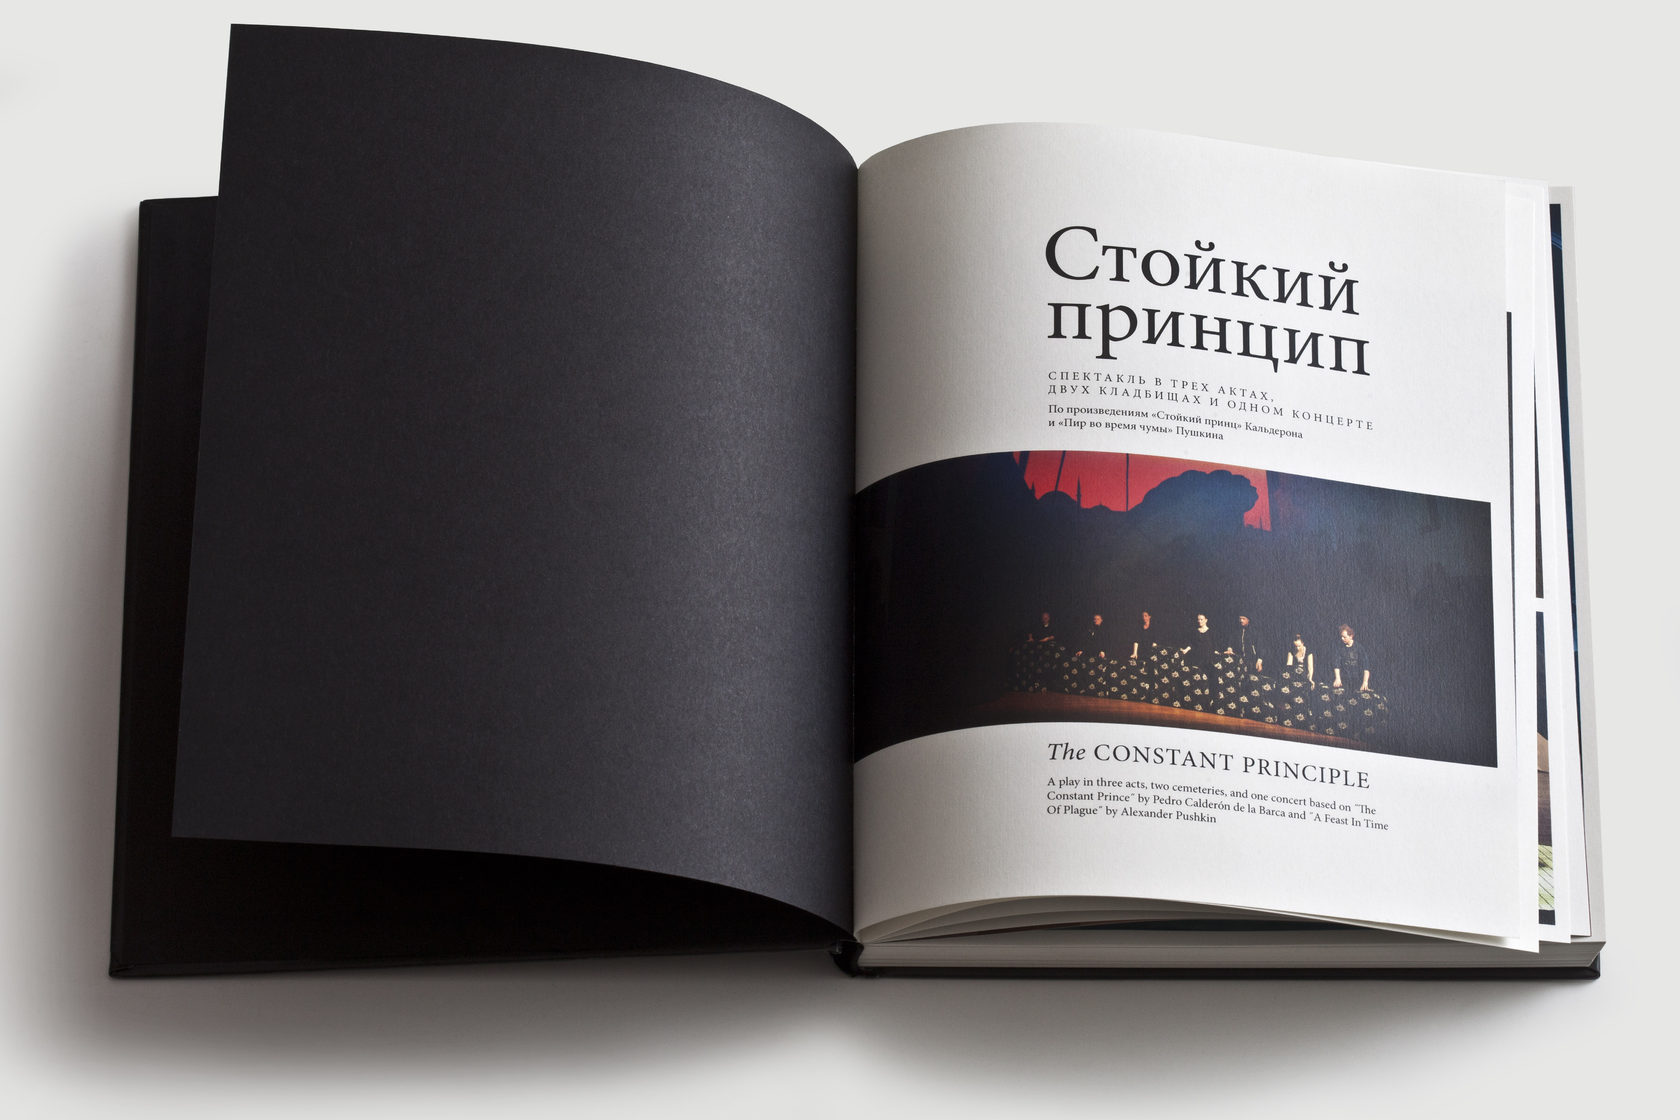 Стойкий
принцип
СПЕКТАКЛЬ В ТРЕХ АКТАХ,
ДВУХ КЛАДБИЩАХ И ОДНОМ КОНЦЕРТЕ
По произведениям «Стойкий принц» Кальдерона
и «Пир во время чумы» Пушкина
The CONSTANT PRINCIPLE
A play in three acts, two cemeteries, and one concert based on ˝The
Constant Prince˝ by Pedro Calderón de la Barca and ˝A Feast In Time
Of Plague˝ by Alexander Pushkin